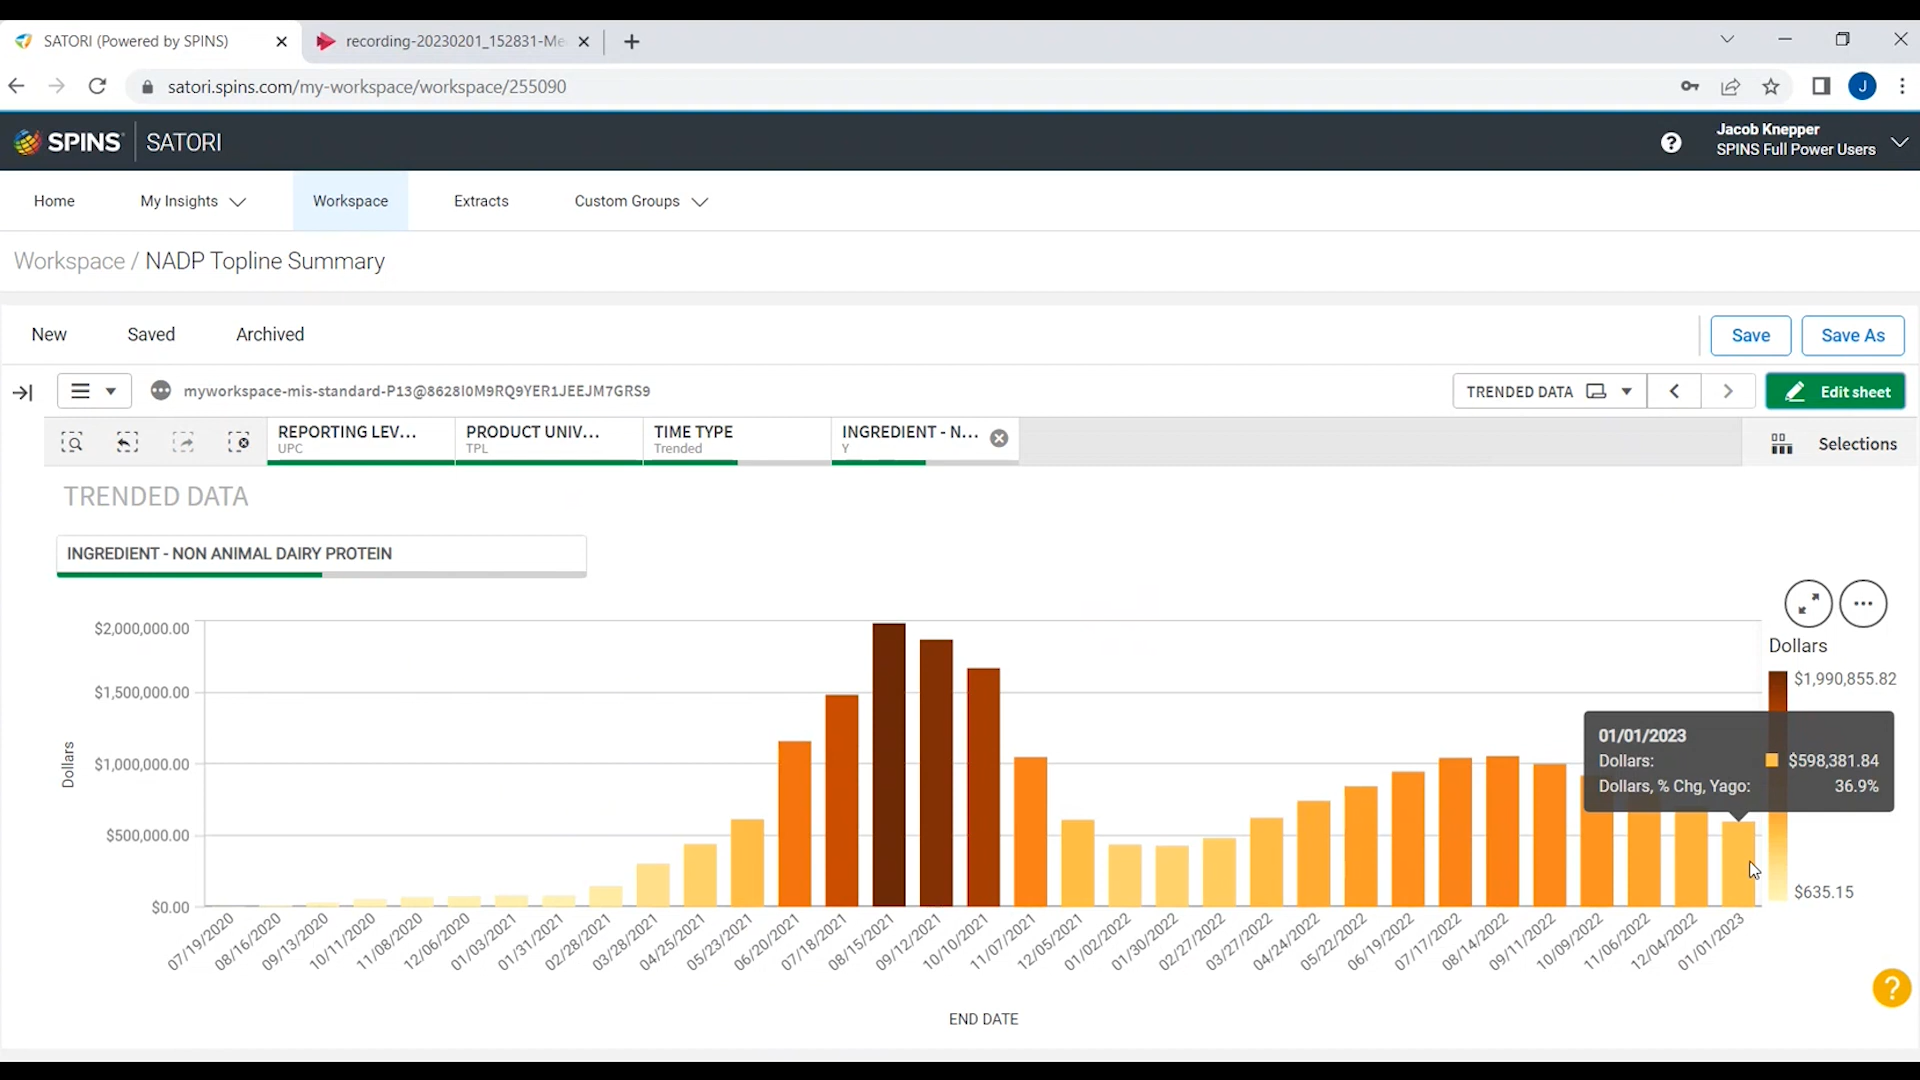 SATORI (Powered by SPINS)
recording-20230201_152831-Me
satori.spins.com/my-workspace/workspace/255090
J
SPINS SATORI
?
Jacob Knepper
SPINS Full Power Users
Home My Insights Workspace Extracts Custom Groups
Workspace / NADP Topline Summary
New Saved Archived Save Save As
myworkspace-mis-standard-P13@8628I0M9RQ9YER1JEEJM7GRS9
TRENDED DATA
Edit sheet
REPORTING LEV...
UPC
PRODUCT UNIV...
TPL
TIME TYPE
Trended
INGREDIENT - N...
Y
Selections
TRENDED DATA
INGREDIENT - NON ANIMAL DAIRY PROTEIN
Dollars
$1,990,855.82
$635.15
01/01/2023
Dollars: $598,381.84
Dollars, % Chg, Yago: 36.9%
Dollars
$2,000,000.00
$1,500,000.00
$1,000,000.00
$500,000.00
$0.00
07/19/2020
08/16/2020
09/13/2020
10/11/2020
11/08/2020
12/06/2020
01/03/2021
01/31/2021
02/28/2021
03/28/2021
04/25/2021
05/23/2021
06/20/2021
07/18/2021
08/15/2021
09/12/2021
10/10/2021
11/07/2021
12/05/2021
01/02/2022
01/30/2022
02/27/2022
03/27/2022
04/24/2022
05/22/2022
06/19/2022
07/17/2022
08/14/2022
09/11/2022
10/09/2022
11/06/2022
12/04/2022
01/01/2023
END DATE
?